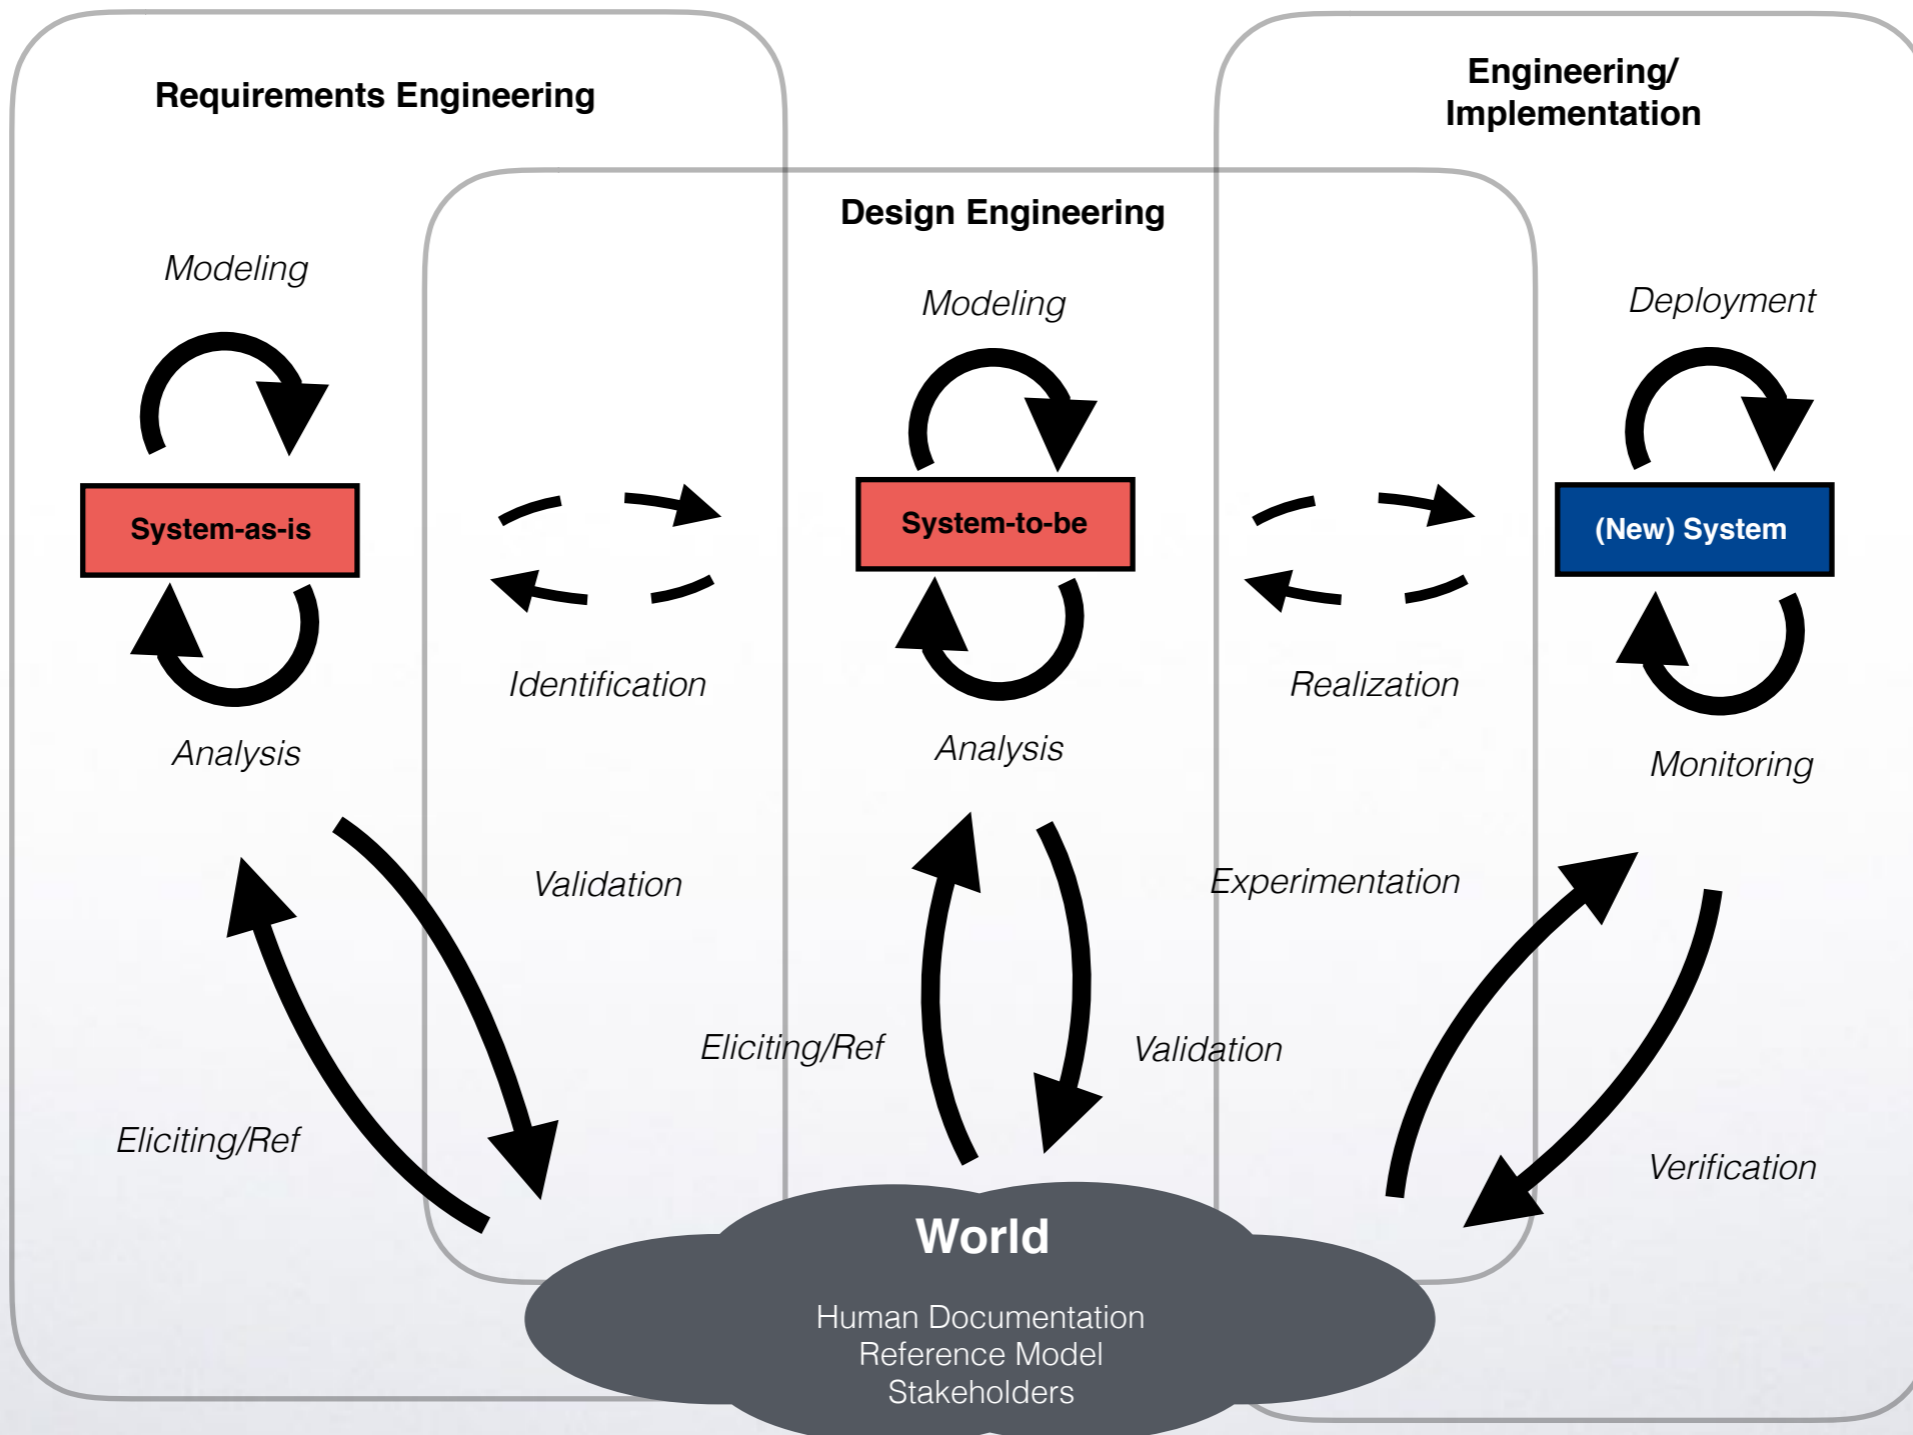 Requirements Engineering
Engineering/
Implementation
Design Engineering
Modeling
Modeling
Deployment
System-as-is
System-to-be
(New) System
Identification
Realization
Analysis
Analysis
Monitoring
Validation
Experimentation
Eliciting/Ref
Validation
Eliciting/Ref
Verification
World
Human Documentation
Reference Model
Stakeholders